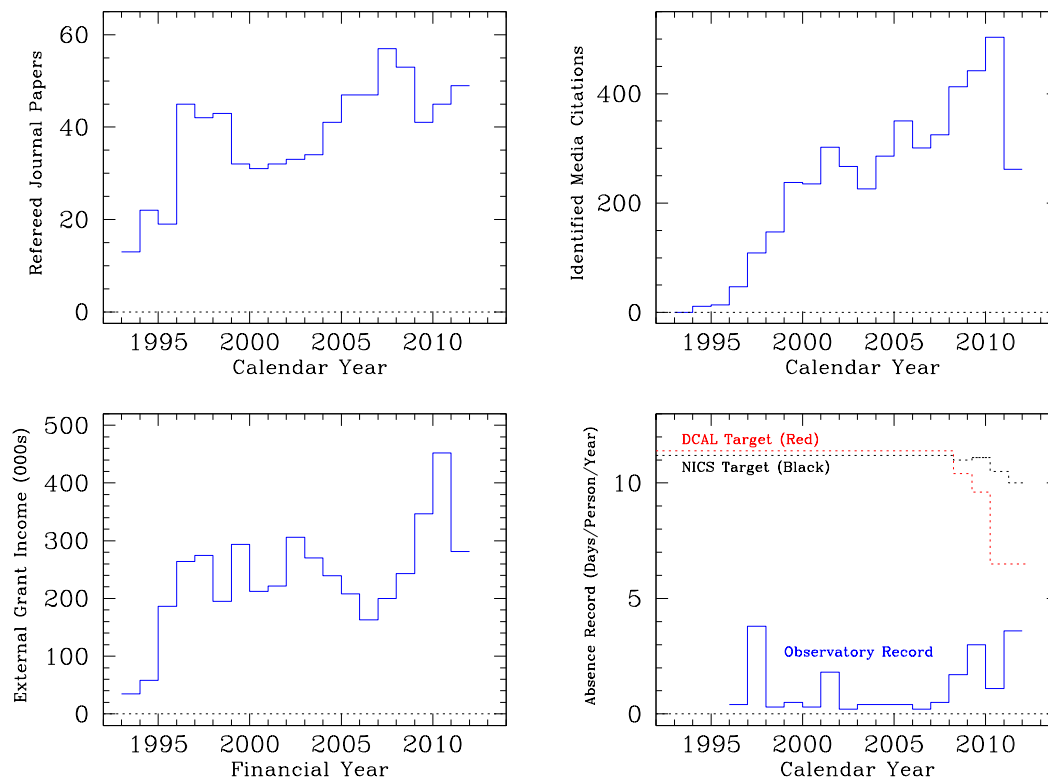 60
40
20
0
Refereed Journal Papers
1995 2000 2005 2010
Calendar Year
400
200
0
Identified Media Citations
1995 2000 2005 2010
Calendar Year
500
400
300
200
100
0
External Grant Income (000s)
1995 2000 2005 2010
Financial Year
DCAL Target (Red)
NICS Target (Black)
10
5
0
Absence Record (Days/Person/Year)
Observatory Record
1995 2000 2005 2010
Calendar Year